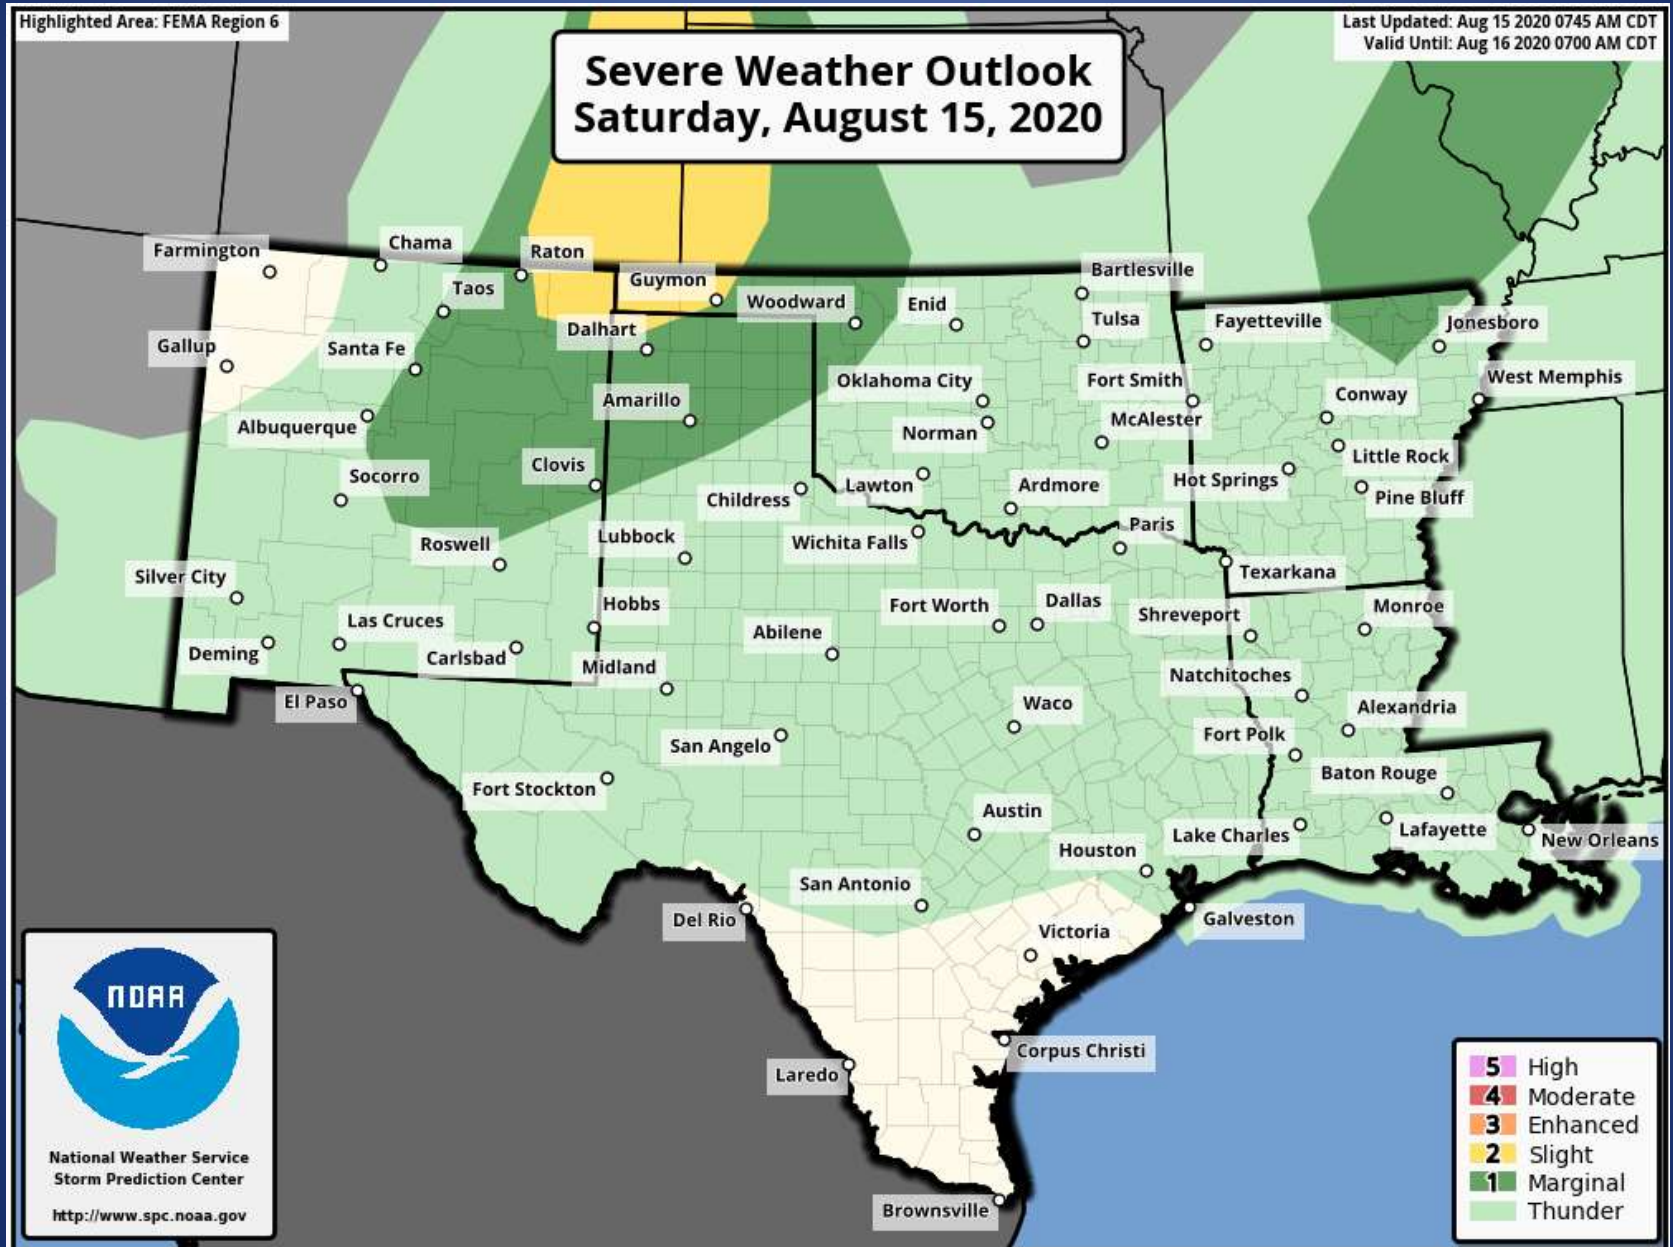 Highlighted Area: FEMA Region 6
Last Updated: Aug 15 2020 0745 AM CDT
Valid Until: Aug 16 2020 0700 AM CDT
Severe Weather Outlook
Saturday, August 15, 2020
Farmington
Chama
Raton
Taos
Guymon
Woodward
Enid
Bartlesville
Tulsa
Fayetteville
Jonesboro
Gallup
Santa Fe
Dalhart
Amarillo
Oklahoma City
Fort Smith
West Memphis
Conway
Albuquerque
Norman
McAlester
Little Rock
Socorro
Clovis
Childress
Lawton
Ardmore
Hot Springs
Pine Bluff
Roswell
Lubbock
Wichita Falls
Paris
Texarkana
Silver City
Hobbs
Fort Worth
Dallas
Shreveport
Monroe
Las Cruces
Deming
Carlsbad
Midland
Abilene
Natchitoches
El Paso
Waco
Alexandria
San Angelo
Fort Polk
Fort Stockton
Baton Rouge
Austin
Lake Charles
Lafayette
New Orleans
Houston
San Antonio
Del Rio
Victoria
Galveston
Corpus Christi
Laredo
Brownsville
NOAA
National Weather Service
Storm Prediction Center
http://www.spc.noaa.gov
5 High
4 Moderate
3 Enhanced
2 Slight
1 Marginal
Thunder